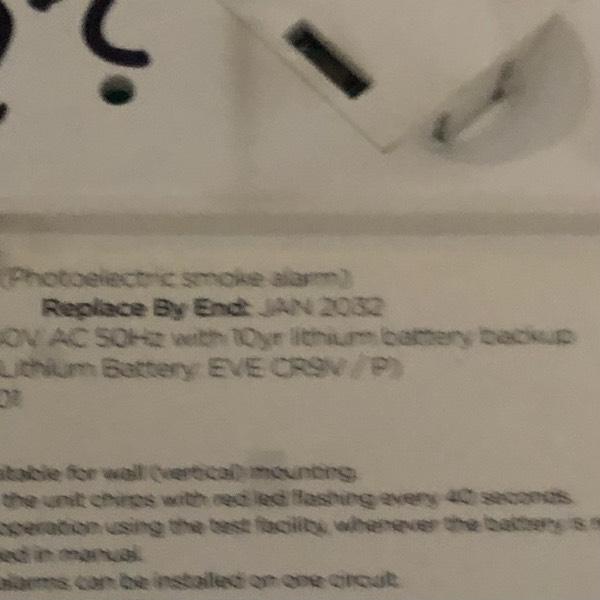 (Photoelectric smoke alarm)
Replace By End: JAN 2032
0V AC 50Hz with 10yr lithium battery backup
Lithium Battery: EVE CR9V / P)
01
itable for wall (vertical) mounting.
the unit chirps with red led flashing every 40 seconds.
operation using the test facility, whenever the battery is r
ed in manual.
alarms can be installed on one circuit.